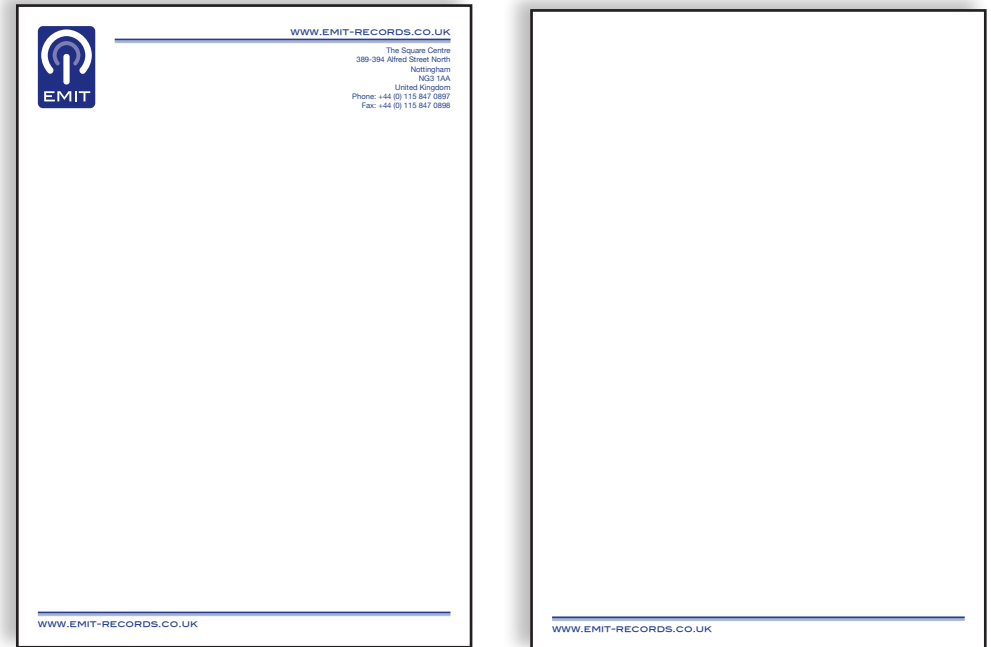 WWW.EMIT-RECORDS.CO.UK
EMIT
The Square Centre
389-394 Alfred Street North
Nottingham
NG3 1AA
United Kingdom
Phone: +44 (0) 115 847 0897
Fax: +44 (0) 115 847 0898
WWW.EMIT-RECORDS.CO.UK
WWW.EMIT-RECORDS.CO.UK